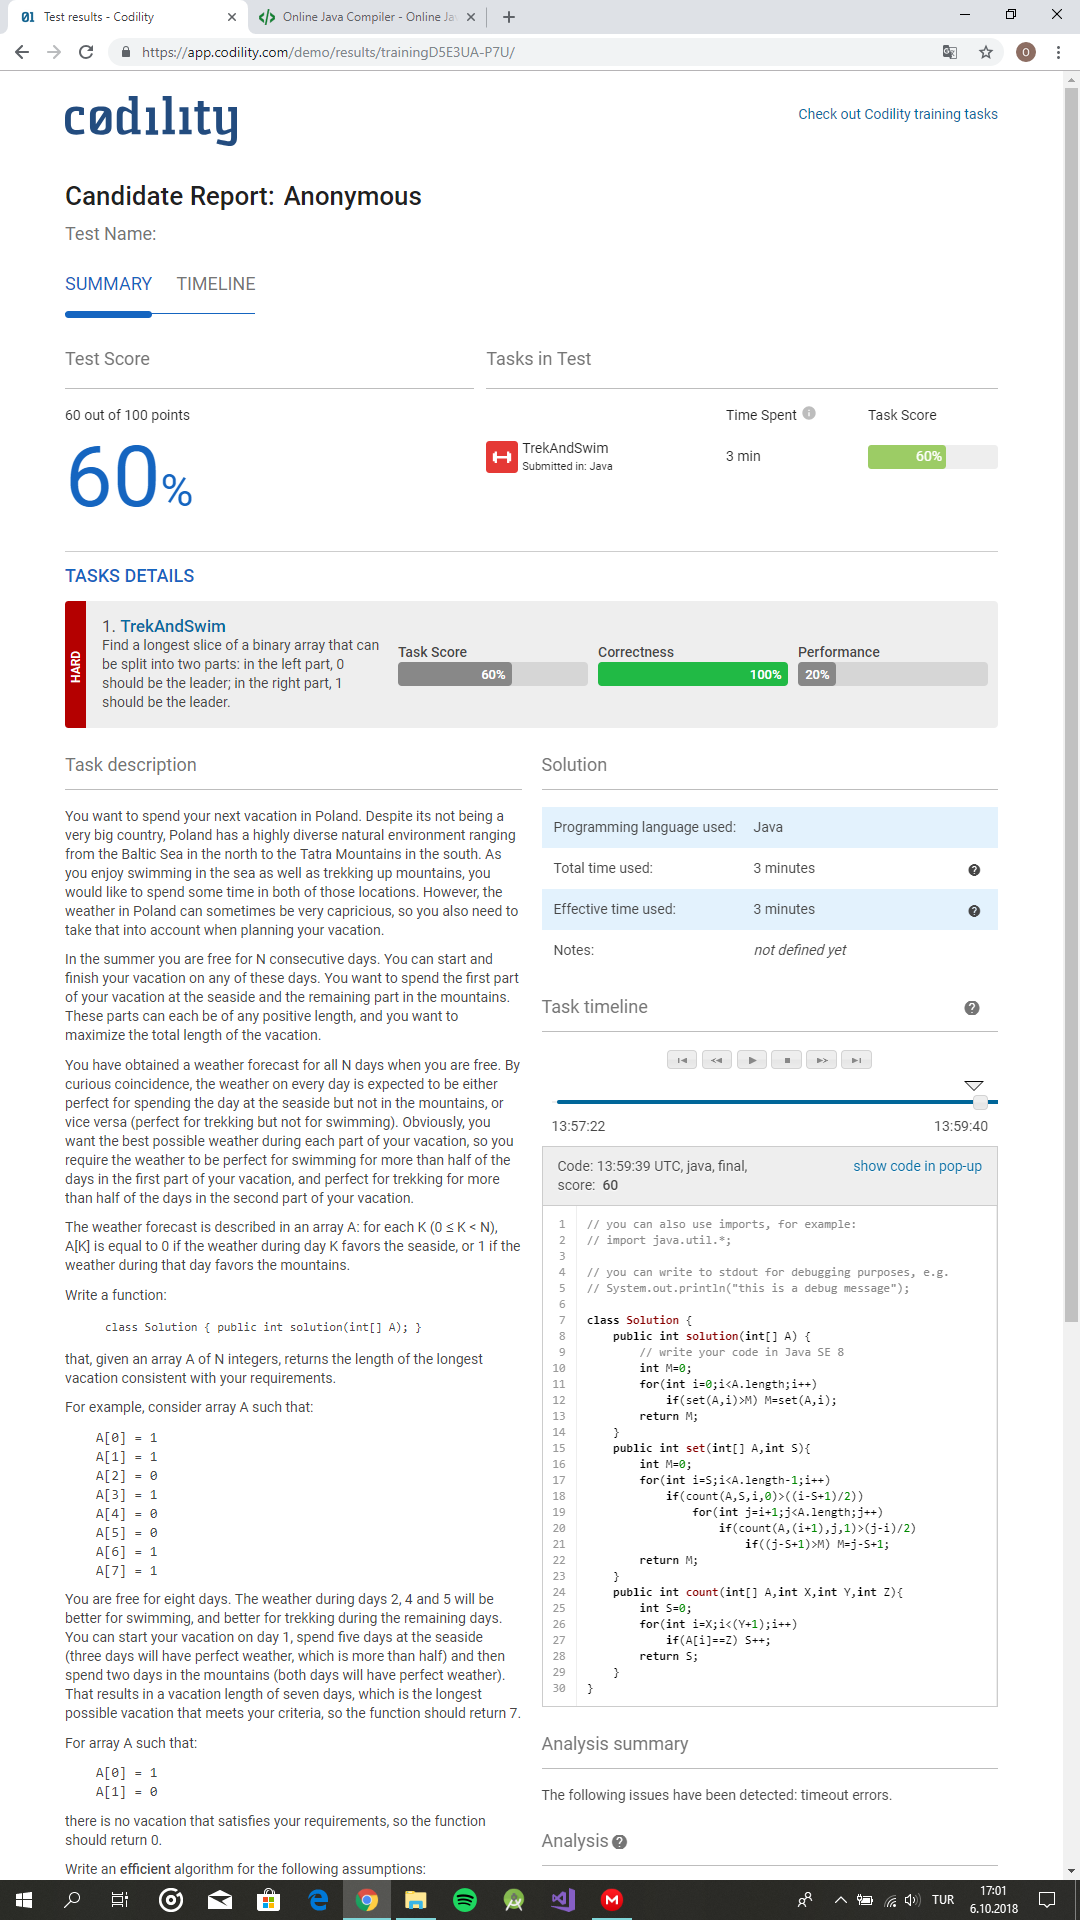 Test results - Codility
Online Java Compiler - Online Jav
https://app.codility.com/demo/results/trainingD5E3UA-P7U/
O
codility
Check out Codility training tasks
Candidate Report: Anonymous
Test Name:
SUMMARY TIMELINE
Test Score
Tasks in Test
60 out of 100 points
Time Spent
Task Score
60%
TrekAndSwim
Submitted in: Java
3 min
60%
TASKS DETAILS
HARD
1. TrekAndSwim
Find a longest slice of a binary array that can
be split into two parts: in the left part, 0
should be the leader; in the right part, 1
should be the leader.
Task Score
60%
Correctness
100%
Performance
20%
Task description
You want to spend your next vacation in Poland. Despite its not being a
very big country, Poland has a highly diverse natural environment ranging
from the Baltic Sea in the north to the Tatra Mountains in the south. As
you enjoy swimming in the sea as well as trekking up mountains, you
would like to spend some time in both of those locations. However, the
weather in Poland can sometimes be very capricious, so you also need to
take that into account when planning your vacation.
In the summer you are free for N consecutive days. You can start and
finish your vacation on any of these days. You want to spend the first part
of your vacation at the seaside and the remaining part in the mountains.
These parts can each be of any positive length, and you want to
maximize the total length of the vacation.
You have obtained a weather forecast for all N days when you are free. By
curious coincidence, the weather on every day is expected to be either
perfect for spending the day at the seaside but not in the mountains, or
vice versa (perfect for trekking but not for swimming). Obviously, you
want the best possible weather during each part of your vacation, so you
require the weather to be perfect for swimming for more than half of the
days in the first part of your vacation, and perfect for trekking for more
than half of the days in the second part of your vacation.
The weather forecast is described in an array A: for each K (0 ≤ K < N),
A[K] is equal to 0 if the weather during day K favors the seaside, or 1 if the
weather during that day favors the mountains.
Write a function:
class Solution { public int solution(int[] A); }
that, given an array A of N integers, returns the length of the longest
vacation consistent with your requirements.
For example, consider array A such that:
A[0] = 1
A[1] = 1
A[2] = 0
A[3] = 1
A[4] = 0
A[5] = 0
A[6] = 1
A[7] = 1
You are free for eight days. The weather during days 2, 4 and 5 will be
better for swimming, and better for trekking during the remaining days.
You can start your vacation on day 1, spend five days at the seaside
(three days will have perfect weather, which is more than half) and then
spend two days in the mountains (both days will have perfect weather).
That results in a vacation length of seven days, which is the longest
possible vacation that meets your criteria, so the function should return 7.
For array A such that:
A[0] = 1
A[1] = 0
there is no vacation that satisfies your requirements, so the function
should return 0.
Write an efficient algorithm for the following assumptions:
Solution
Programming language used: Java
Total time used: 3 minutes
Effective time used: 3 minutes
Notes: not defined yet
Task timeline
13:57:22
13:59:40
Code: 13:59:39 UTC, java, final,
score: 60
show code in pop-up
1 // you can also use imports, for example:
2 // import java.util.*;
3
4 // you can write to stdout for debugging purposes, e.g.
5 // System.out.println("this is a debug message");
6
7 class Solution {
8 public int solution(int[] A) {
9 // write your code in Java SE 8
10 int M=0;
11 for(int i=0;i<A.length;i++)
12 if(set(A,i)>M) M=set(A,i);
13 return M;
14 }
15 public int set(int[] A,int S){
16 int M=0;
17 for(int i=S;i<A.length-1;i++)
18 if(count(A,S,i,0)>((i-S+1)/2))
19 for(int j=i+1;j<A.length;j++)
20 if(count(A,(i+1),j,1)>(j-i)/2)
21 if((j-S+1)>M) M=j-S+1;
22 return M;
23 }
24 public int count(int[] A,int X,int Y,int Z){
25 int S=0;
26 for(int i=X;i<(Y+1);i++)
27 if(A[i]==Z) S++;
28 return S;
29 }
30 }
Analysis summary
The following issues have been detected: timeout errors.
Analysis
TUR
17:01
6.10.2018